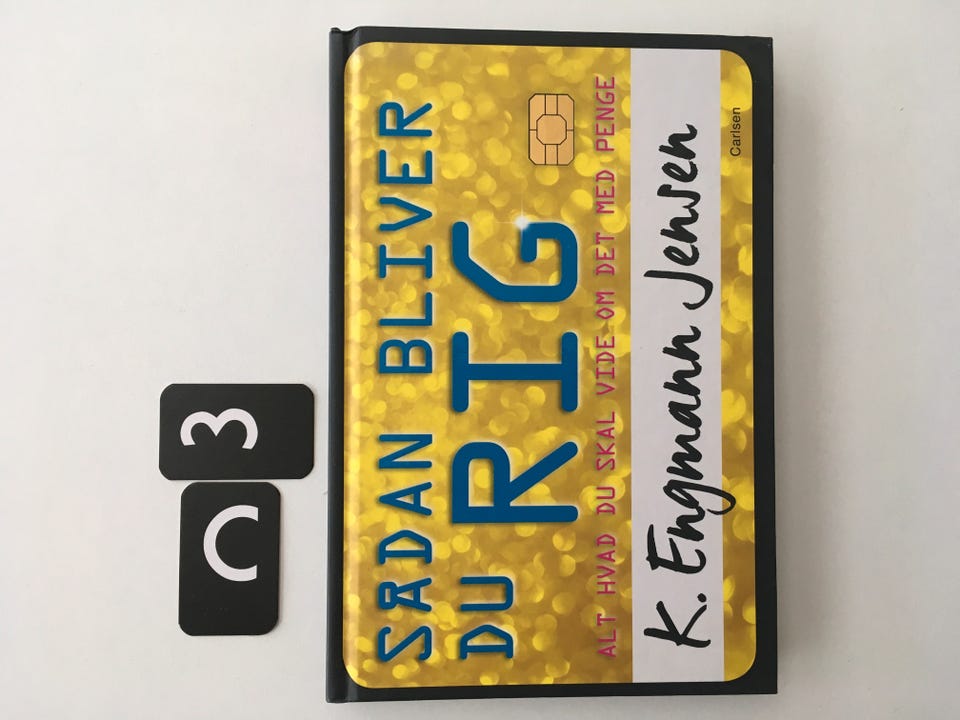 SÅDAN BLIVER
DU RIG
ALT HVAD DU SKAL VIDE OM DET MED PENGE
K. Engmann Jensen
Carlsen
3
C